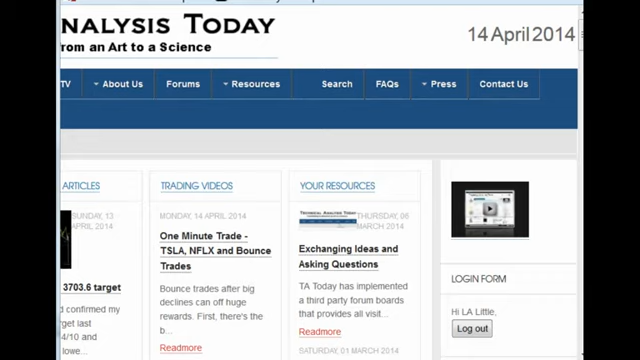 NALYSIS TODAY
rom an Art to a Science
14 April 2014
TV
About Us
Forums
Resources
Search
FAQs
Press
Contact Us
ARTICLES
SUNDAY, 13
APRIL 2014
3703.6 target
d confirmed my
rget last
4/10 and
lowe...
TRADING VIDEOS
MONDAY, 14 APRIL 2014
One Minute Trade -
TSLA, NFLX and Bounce
Trades
Bounce trades after big
declines can off huge
rewards. First, there's the
b...
Readmore
YOUR RESOURCES
TECHNICAL ANALYSIS TODAY
THURSDAY, 06
MARCH 2014
Exchanging Ideas and
Asking Questions
TA Today has implemented
a third party forum boards
that provides all visit...
Readmore
SATURDAY, 01 MARCH 2014
LOGIN FORM
Hi LA Little,
Log out